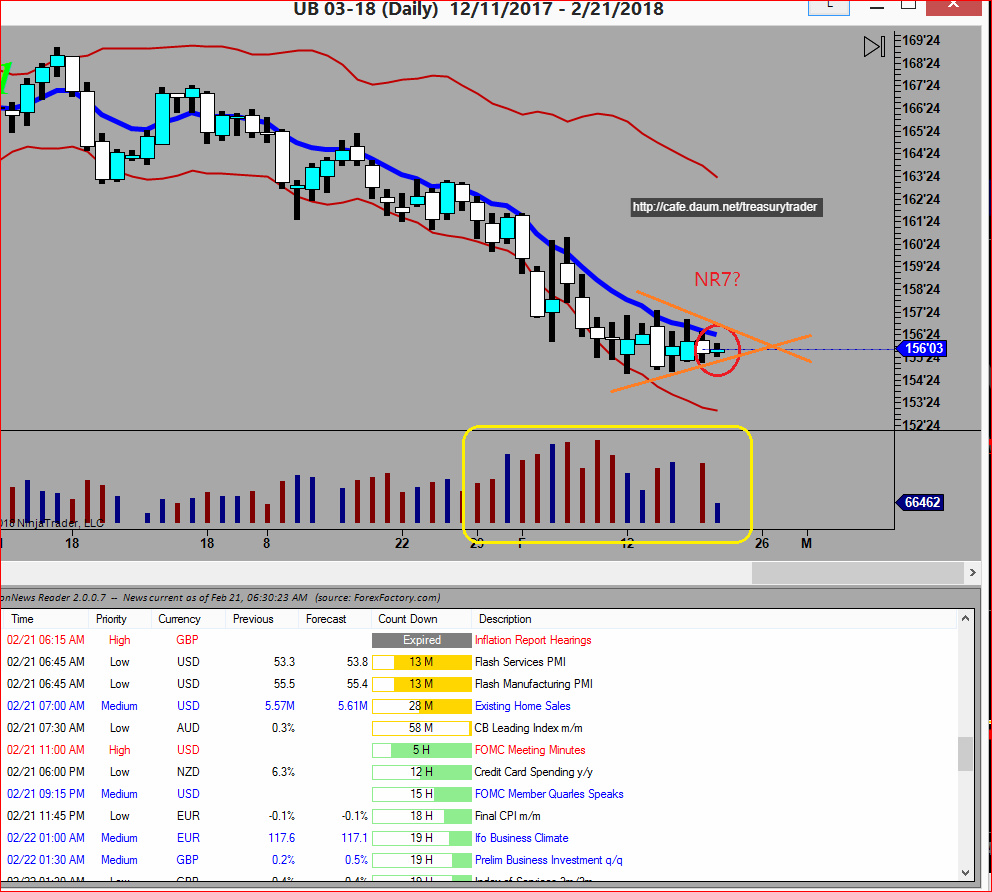 UB 03-18 (Daily)  12/11/2017 - 2/21/2018
169'24
168'24
167'24
166'24
165'24
164'24
163'24
162'24
http://cafe.daum.net/treasurytrader
161'24
160'24
159'24
NR7?
158'24
157'24
156'24
156'03
155'24
154'24
153'24
152'24
66462
NinjaTrader, LLC
18 18 8 22 29 F 12 26 M
onNews Reader 2.0.0.7 -- News current as of Feb 21, 06:30:23 AM (source: ForexFactory.com)
Time Priority Currency Previous Forecast Count Down Description
02/21 06:15 AM High GBP Expired Inflation Report Hearings
02/21 06:45 AM Low USD 53.3 53.8 13 M Flash Services PMI
02/21 06:45 AM Low USD 55.5 55.4 13 M Flash Manufacturing PMI
02/21 07:00 AM Medium USD 5.57M 5.61M 28 M Existing Home Sales
02/21 07:30 AM Low AUD 0.3% 58 M CB Leading Index m/m
02/21 11:00 AM High USD 5 H FOMC Meeting Minutes
02/21 06:00 PM Low NZD 6.3% 12 H Credit Card Spending y/y
02/21 09:15 PM Medium USD 15 H FOMC Member Quarles Speaks
02/21 11:45 PM Low EUR -0.1% -0.1% 18 H Final CPI m/m
02/22 01:00 AM Medium EUR 117.6 117.1 19 H Ifo Business Climate
02/22 01:30 AM Medium GBP 0.2% 0.5% 19 H Prelim Business Investment q/q